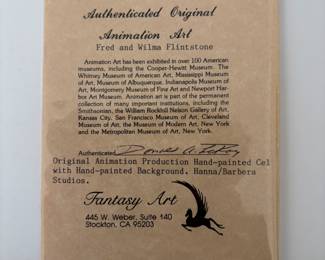 Authenticated Original
Animation Art
Fred and Wilma Flintstone
Animation Art has been exhibited in over 100 American
museums, including the Cooper-Hewitt Museum. The
Whitney Museum of American Art, Mississippi Museum
of Art, Museum of Albuquerque. Indianapolis Museum
of Art, Montgomery Museum of Fine Art and Newport Har-
bor Art Museum. Animation art is part of the permanent
collection of many important institutions, including the
Smithsonian, the William Rockhill Nelson Gallery of Art,
Kansas City, San Francisco Museum of Art, Cleveland
Museum of Art, the Museum of Modern Art, New York
and the Metropolitan Museum of Art, New York.
Authenticated
Original Animation Production Hand-painted Cel
with Hand-painted Background. Hanna/Barbera
Studios.
Fantasy Art
445 W. Weber, Suite 140
Stockton, CA 95203